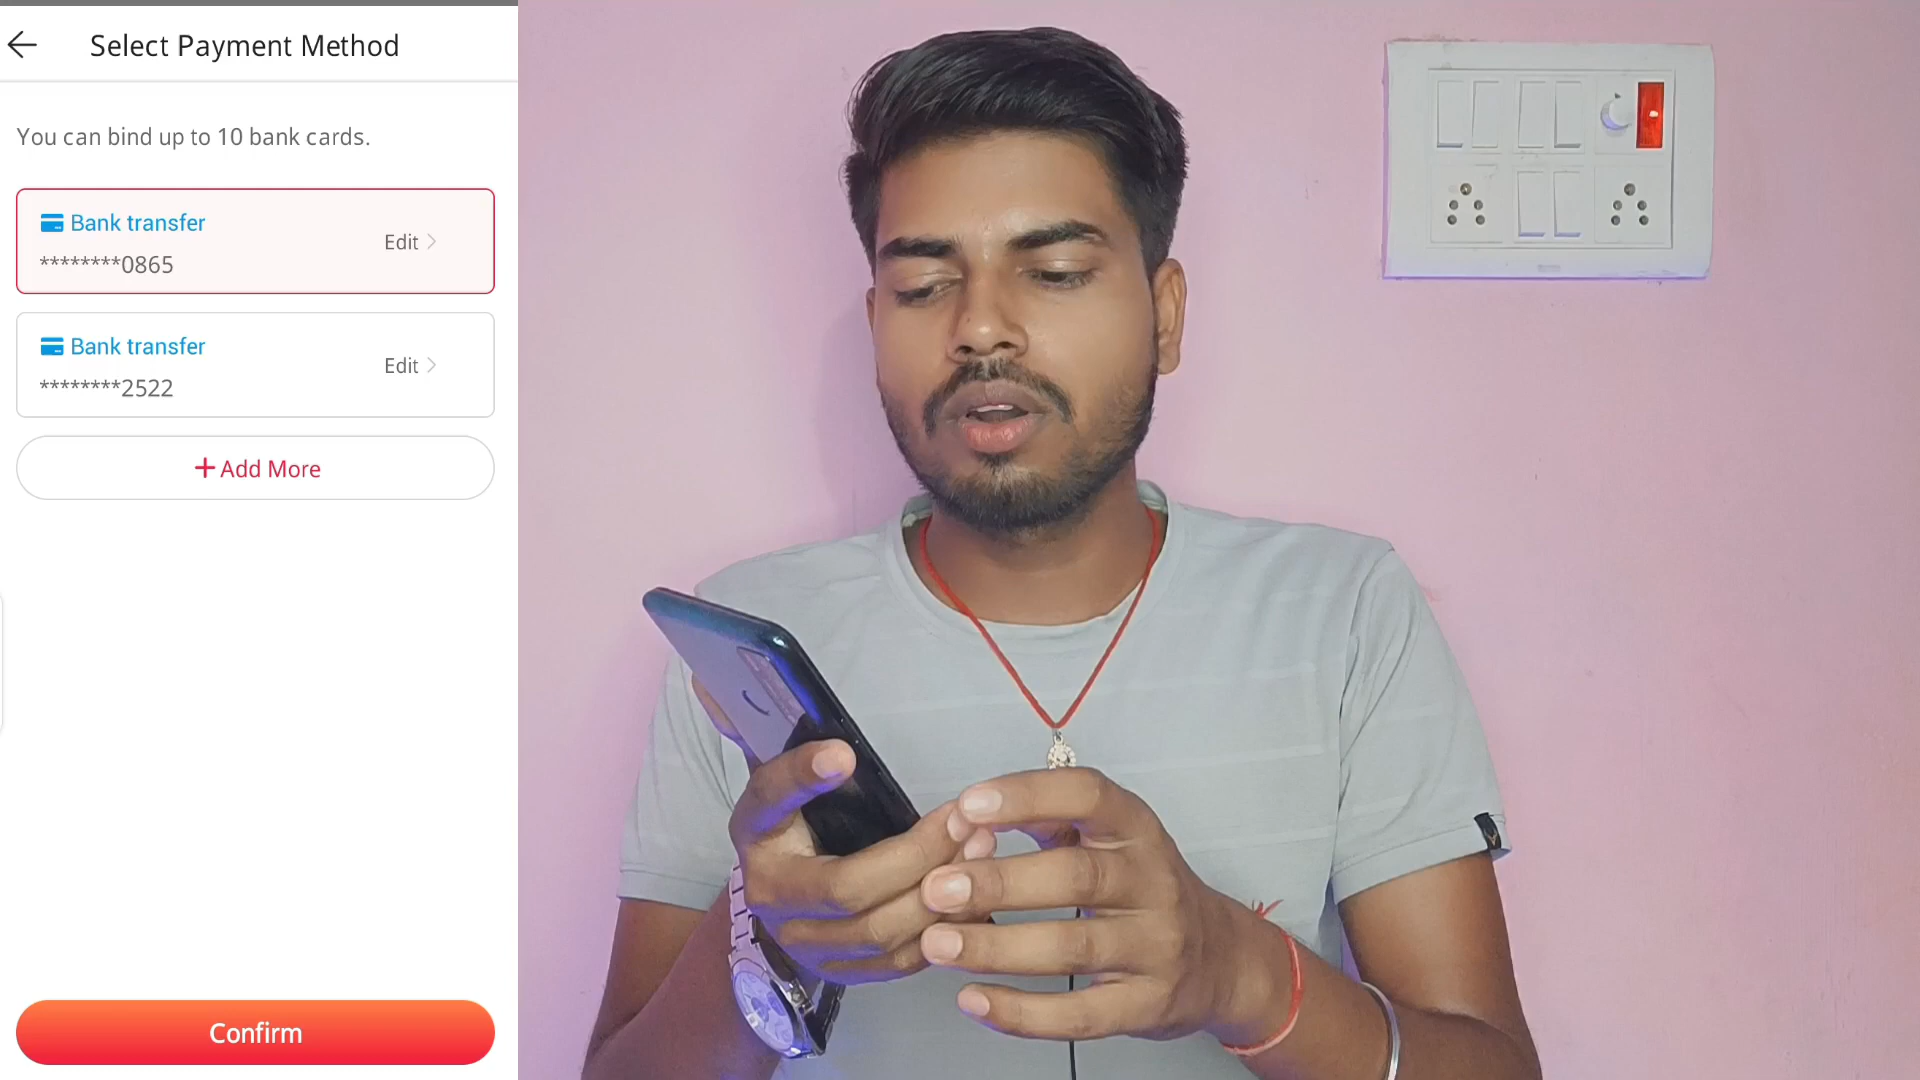 Select Payment Method
You can bind up to 10 bank cards.
Bank transfer
Edit
********0865
Bank transfer
Edit
********2522
+ Add More
Confirm